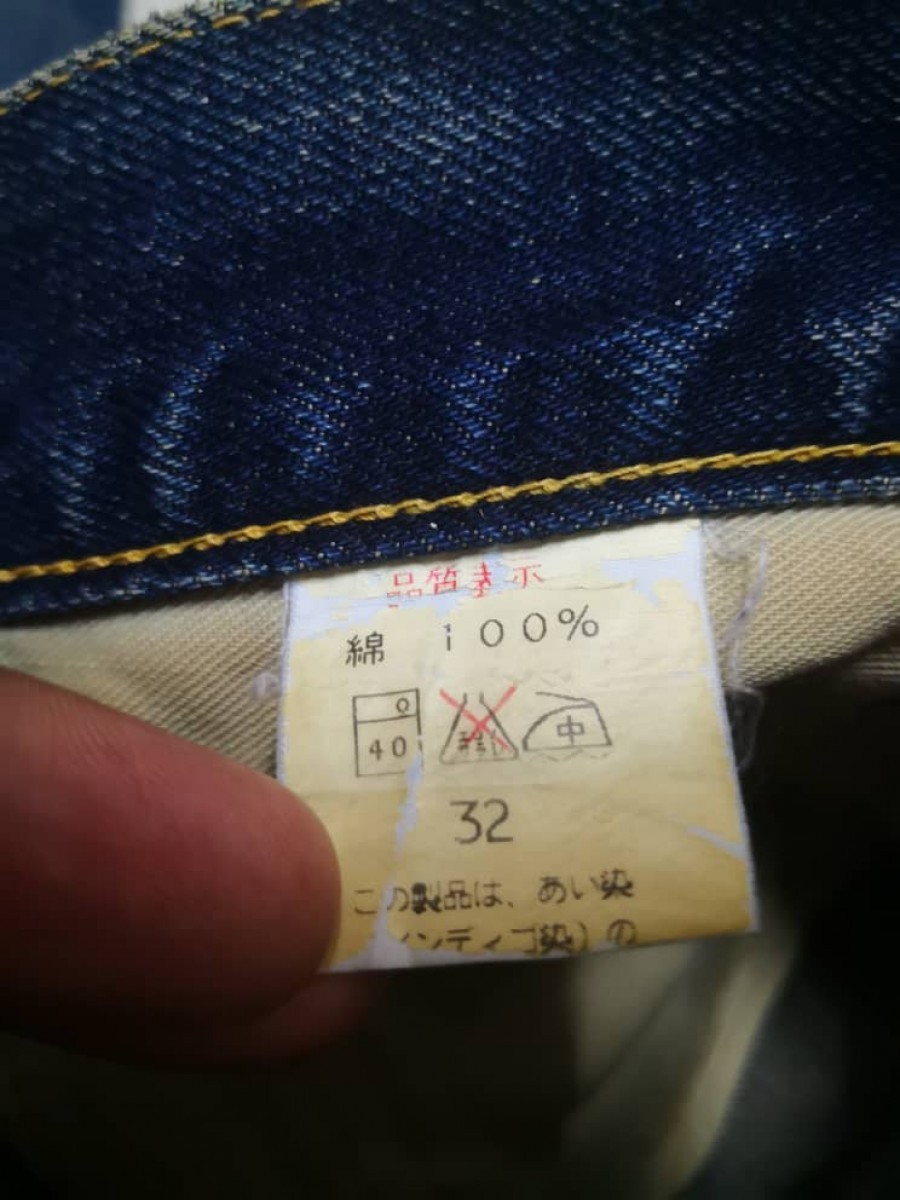 品質表示
綿 100%
40 中
32
この製品は、あい染
インディゴ染)の